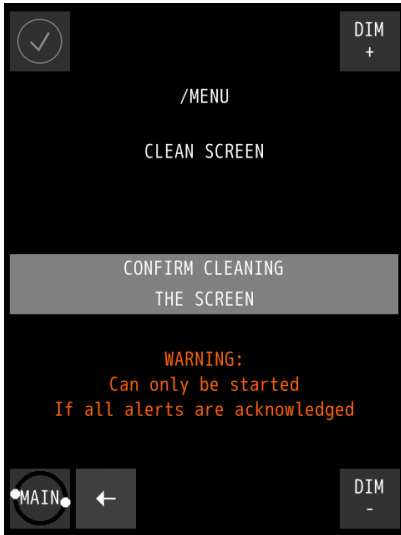 DIM
+
/MENU
CLEAN SCREEN
CONFIRM CLEANING
THE SCREEN
WARNING:
Can only be started
If all alerts are acknowledged
MAIN
←
DIM
-